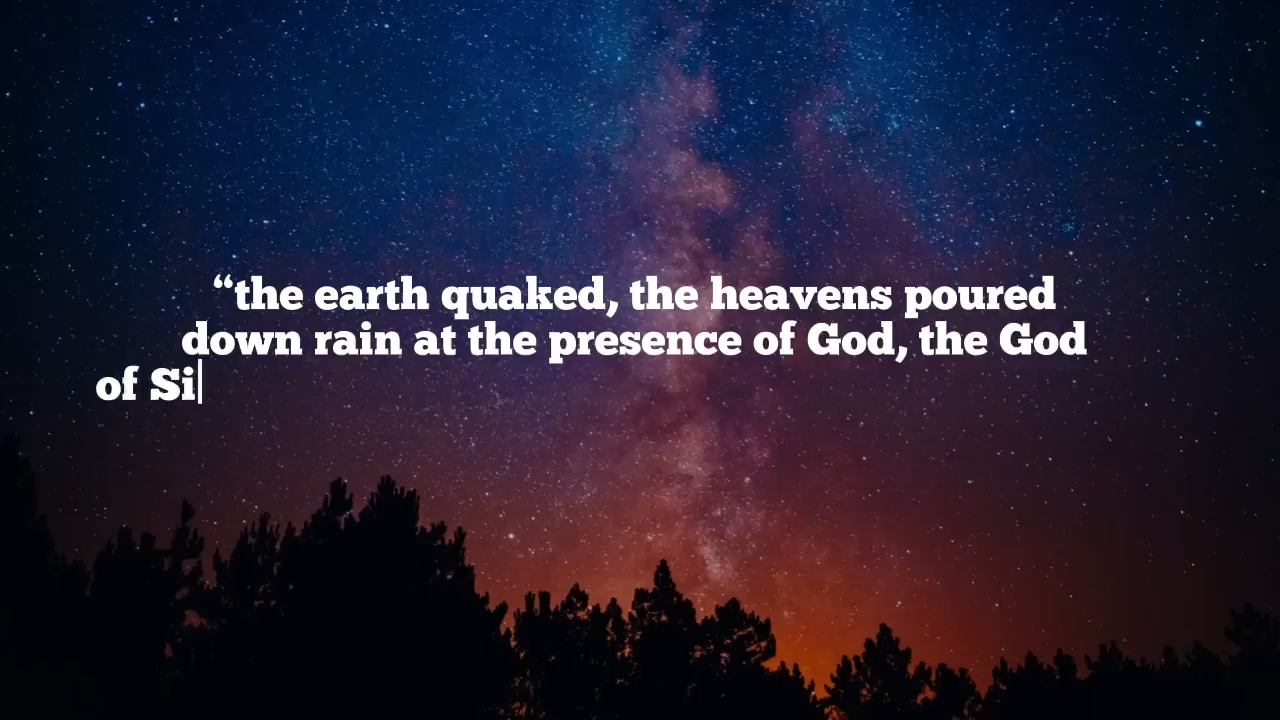 “the earth quaked, the heavens poured
down rain at the presence of God, the God
of Si